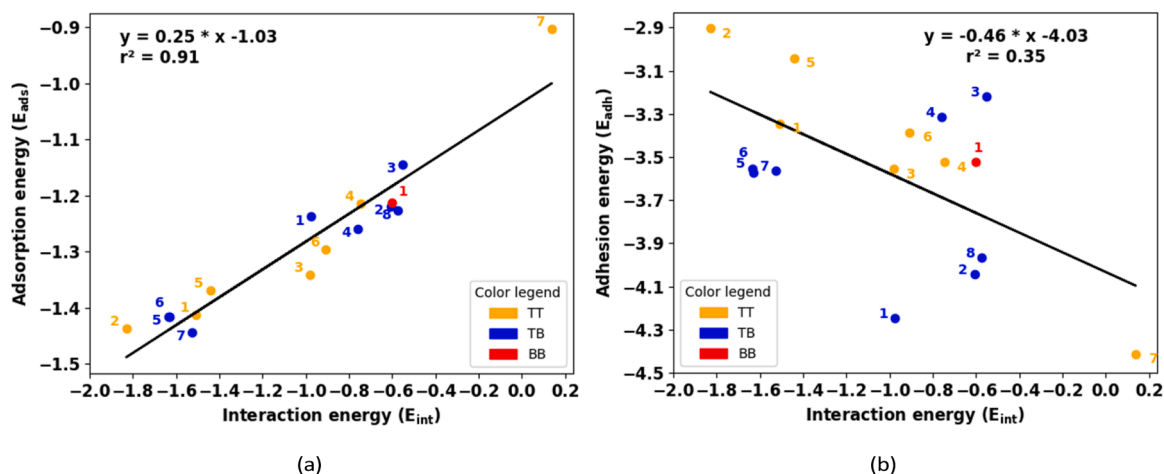 y = 0.25 * x -1.03
r² = 0.91
−0.9
−1.0
−1.1
−1.2
−1.3
−1.4
−1.5
Adsorption energy (Eads)
7
3
4
1
2
8
1
4
6
3
5
6
1
5
2
7
Color legend
TT
TB
BB
−2.0 −1.8 −1.6 −1.4 −1.2 −1.0 −0.8 −0.6 −0.4 −0.2 0.0 0.2
Interaction energy (Eint)
(a)
y = -0.46 * x -4.03
r² = 0.35
−2.9
−3.1
−3.3
−3.5
−3.7
−3.9
−4.1
−4.3
−4.5
Adhesion energy (Eadh)
2
5
3
4
1
6
1
6
5
7
3
4
8
2
1
7
Color legend
TT
TB
BB
−2.0 −1.8 −1.6 −1.4 −1.2 −1.0 −0.8 −0.6 −0.4 −0.2 0.0 0.2
Interaction energy (Eint)
(b)